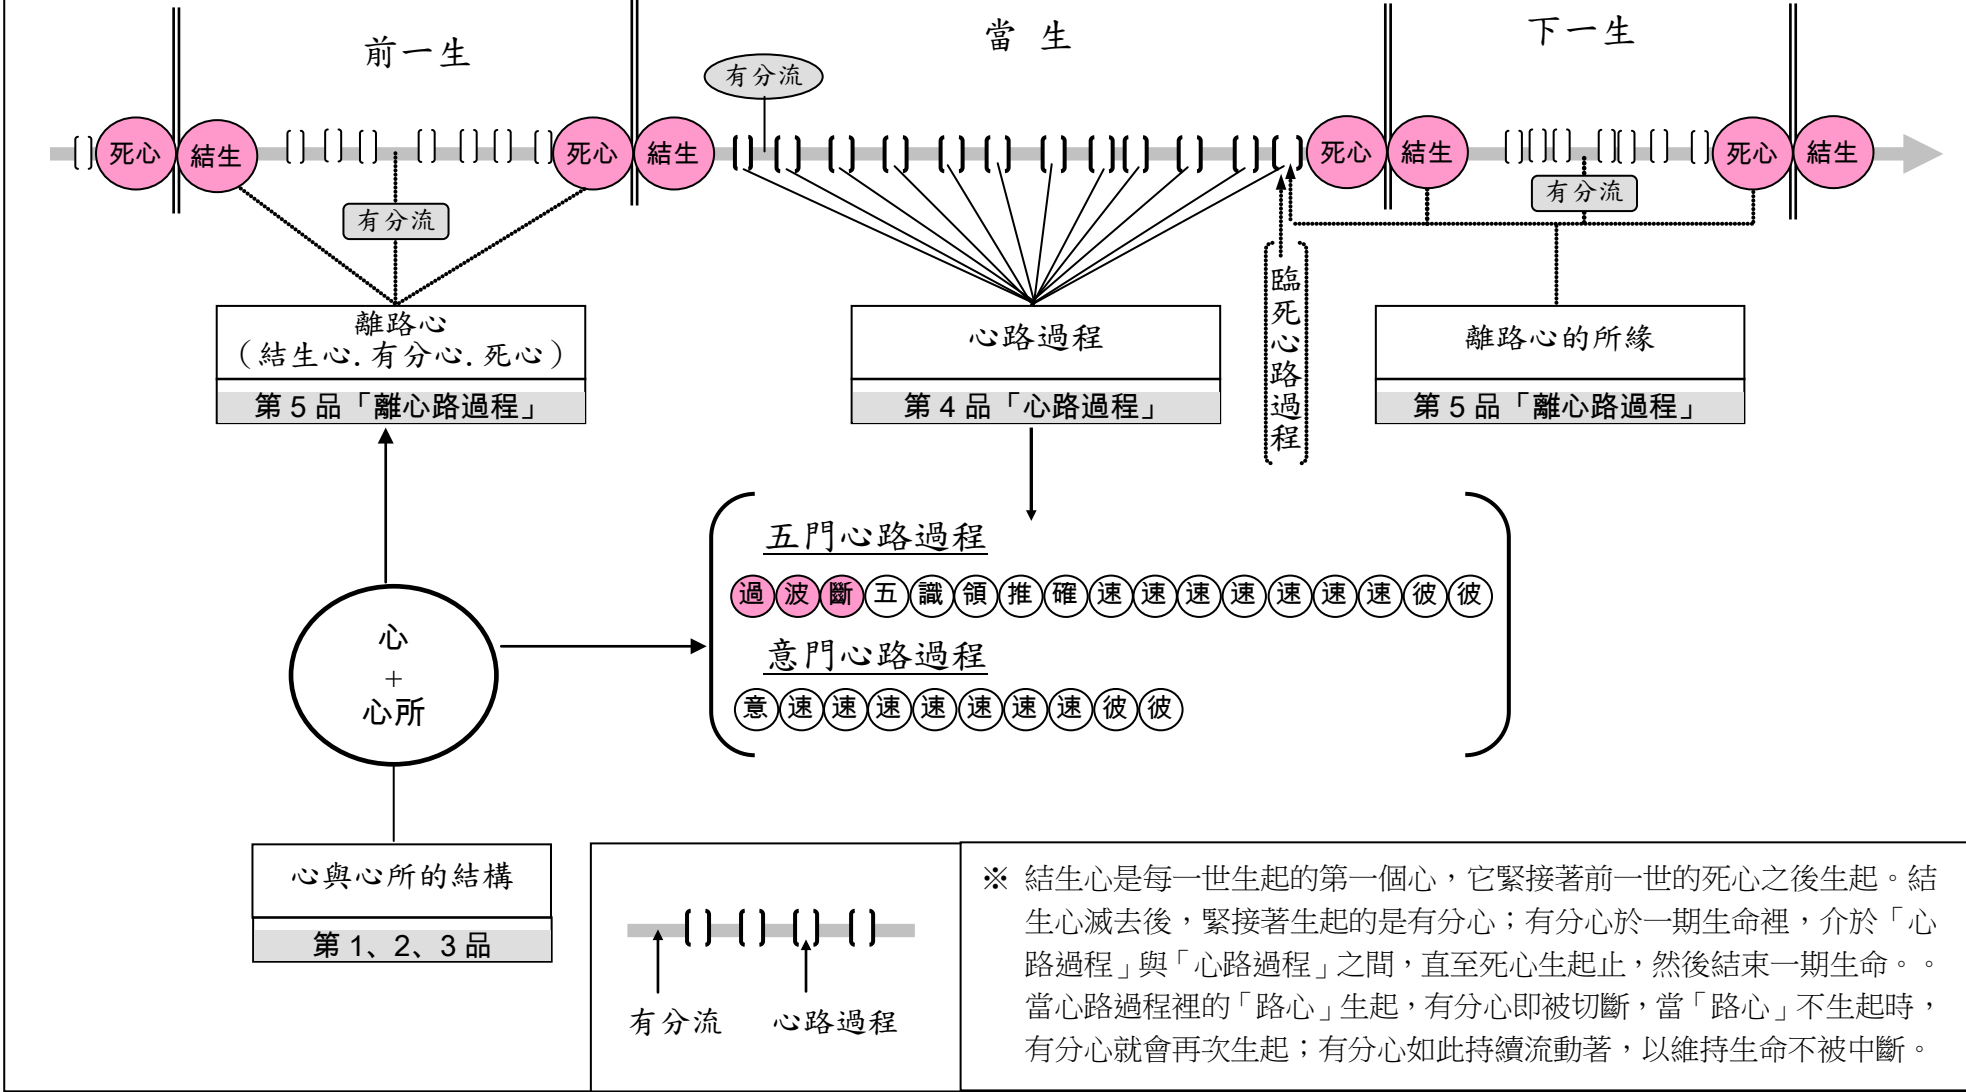 前一生
當 生
下一生
有分流
死心
結生
死心
結生
死心
結生
死心
結生
有分流
有分流
離路心
（結生心.有分心.死心）
第 5 品「離心路過程」
心路過程
第 4 品「心路過程」
臨死心路過程
離路心的所緣
第 5 品「離心路過程」
五門心路過程
過波斷五識領推確速速速速速速速彼彼
意門心路過程
意速速速速速速速彼彼
心
+
心所
心與心所的結構
第 1、2、3 品
有分流
心路過程
※ 結生心是每一世生起的第一個心，它緊接著前一世的死心之後生起。結
生心滅去後，緊接著生起的是有分心；有分心於一期生命裡，介於「心
路過程」與「心路過程」之間，直至死心生起止，然後結束一期生命。。
當心路過程裡的「路心」生起，有分心即被切斷，當「路心」不生起時，
有分心就會再次生起；有分心如此持續流動著，以維持生命不被中斷。